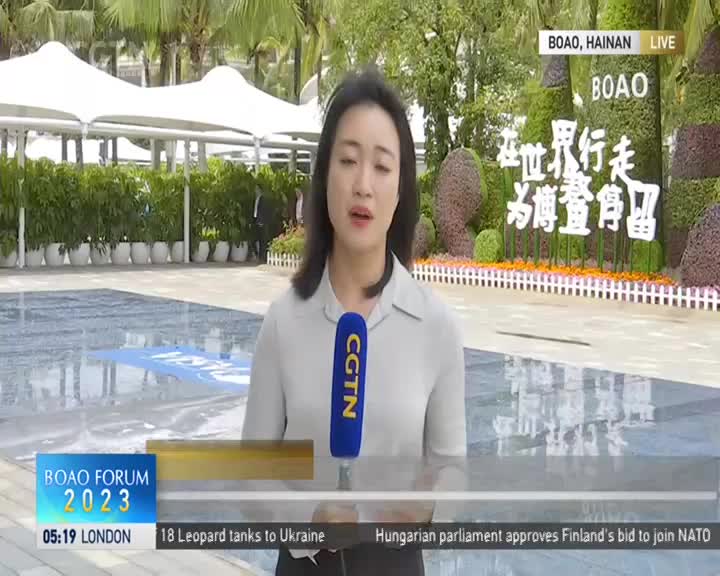 CGTN
BOAO, HAINAN LIVE
BOAO
在世界行走
为博鳌停留
CGTN
BOAO FORUM
2023
05:19 LONDON
18 Leopard tanks to Ukraine Hungarian parliament approves Finland's bid to join NATO